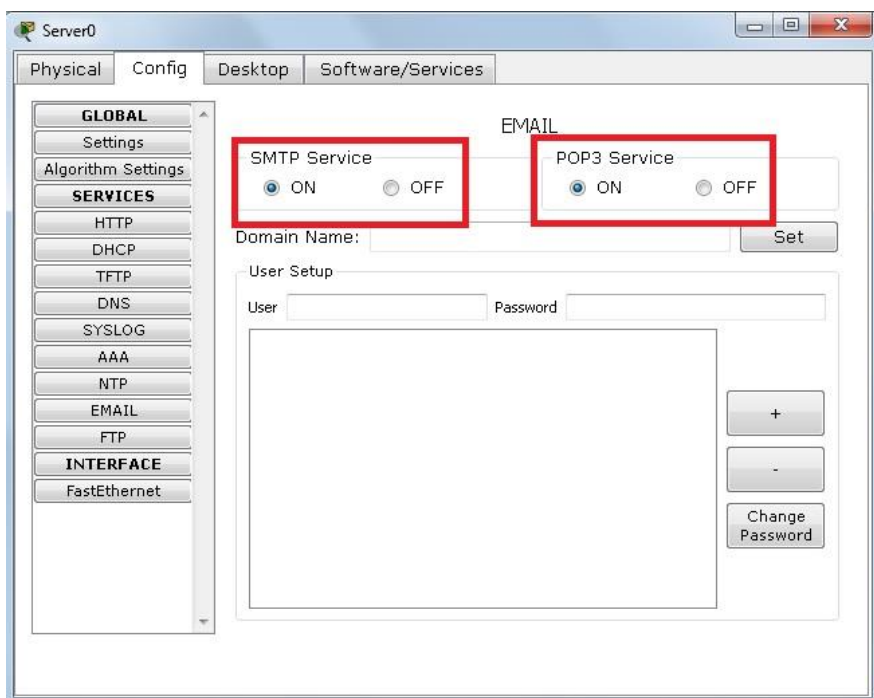 Server0
Physical Config Desktop Software/Services
GLOBAL
Settings
Algorithm Settings
SERVICES
HTTP
DHCP
TFTP
DNS
SYSLOG
AAA
NTP
EMAIL
FTP
INTERFACE
FastEthernet
EMAIL
SMTP Service
ON OFF
POP3 Service
ON OFF
Domain Name: Set
User Setup
User Password
+
-
Change
Password